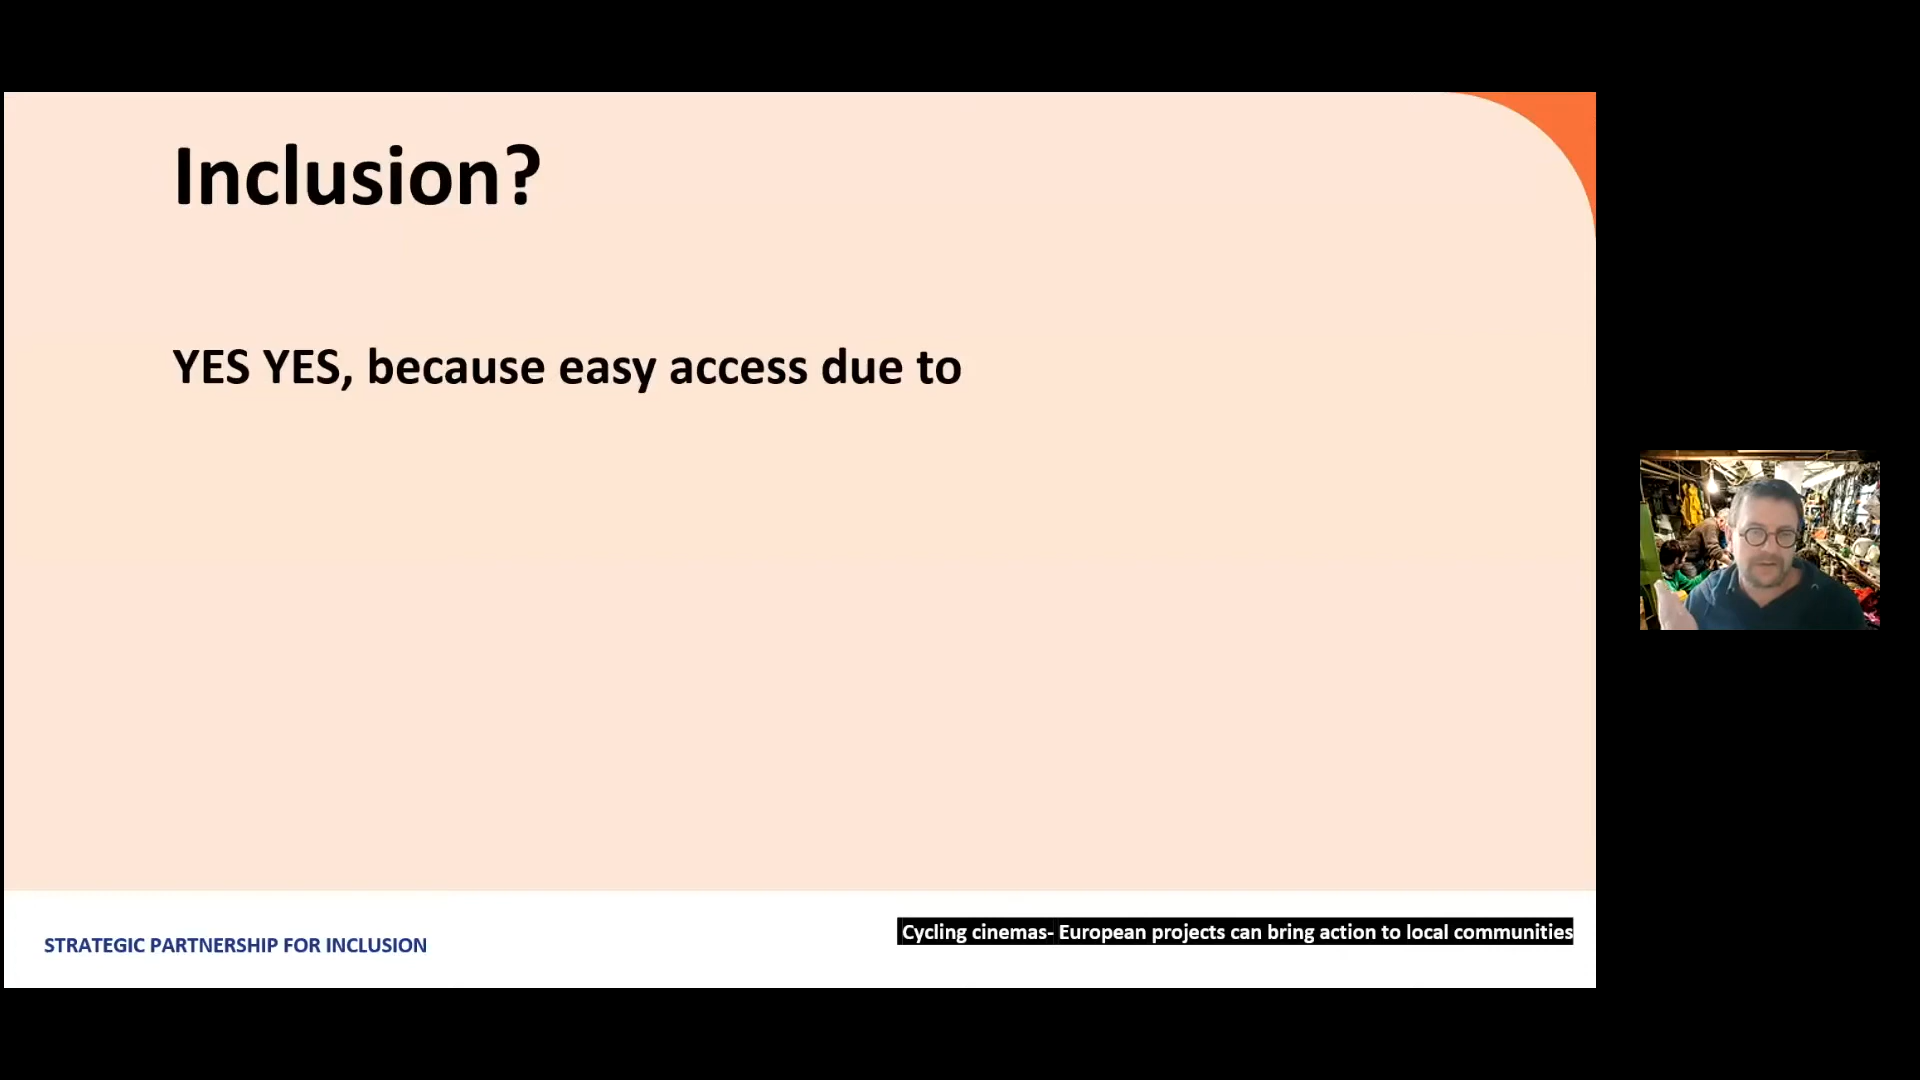 Inclusion?
YES YES, because easy access due to
STRATEGIC PARTNERSHIP FOR INCLUSION
Cycling cinemas- European projects can bring action to local communities